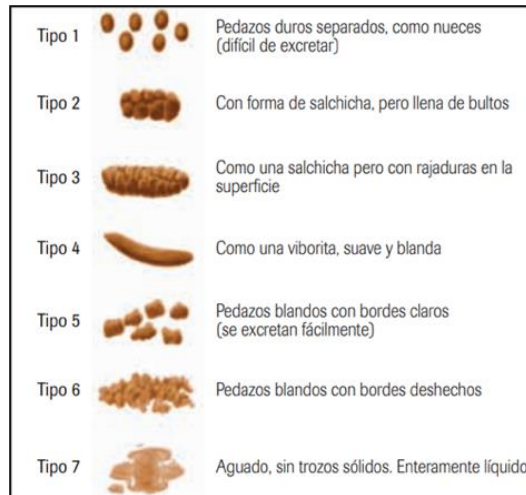 Tipo 1
Pedazos duros separados, como nueces
(difícil de excretar)
Tipo 2
Con forma de salchicha, pero llena de bultos
Tipo 3
Como una salchicha pero con rajaduras en la
superficie
Tipo 4
Como una viborita, suave y blanda
Tipo 5
Pedazos blandos con bordes claros
(se excretan fácilmente)
Tipo 6
Pedazos blandos con bordes deshechos
Tipo 7
Aguado, sin trozos sólidos. Enteramente líquido